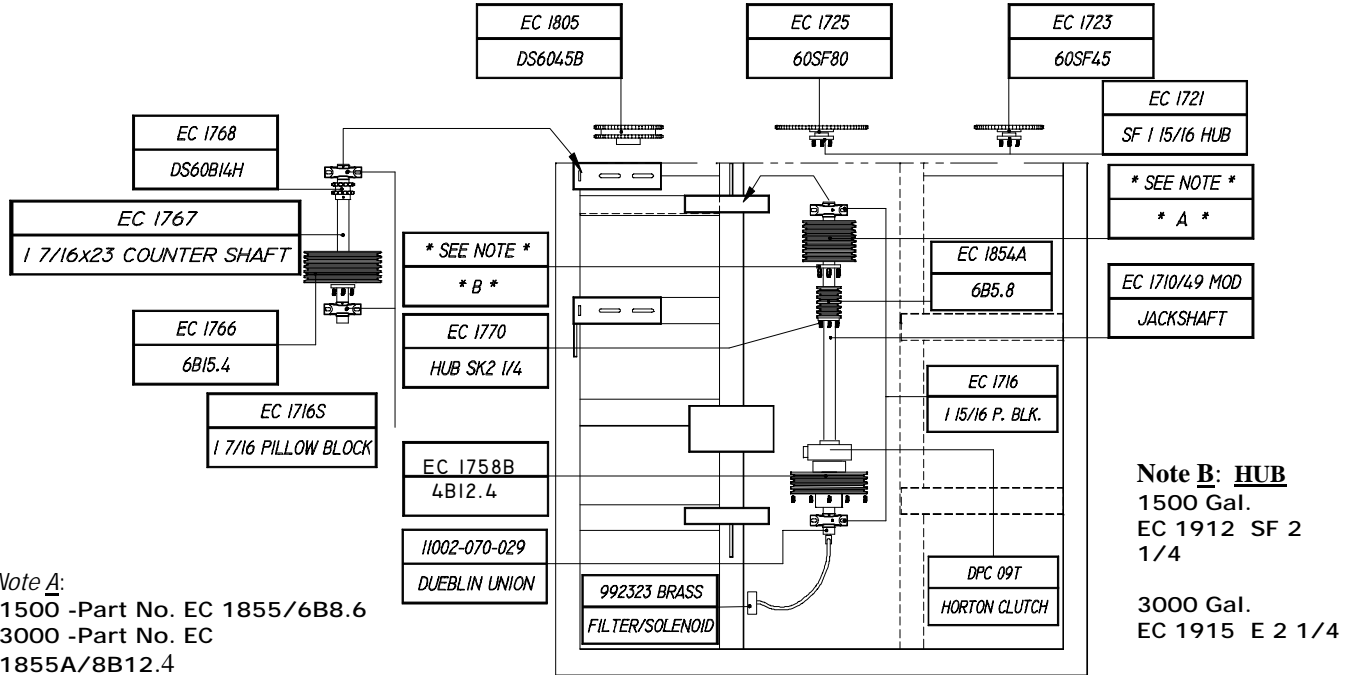 EC 1805
DS6045B
EC 1725
60SF80
EC 1723
60SF45
EC 1721
SF 1 15/16 HUB
EC 1768
DS60B14H
* SEE NOTE *
* A *
EC 1767
1 7/16x23 COUNTER SHAFT
* SEE NOTE *
* B *
EC 1854A
6B5.8
EC 1710/49 MOD
JACKSHAFT
EC 1766
6B15.4
EC 1770
HUB SK2 1/4
EC 1716
1 15/16 P. BLK.
EC 1716S
1 7/16 PILLOW BLOCK
EC 1758B
4B12.4
11002-070-029
DUEBLIN UNION
992323 BRASS
FILTER/SOLENOID
DPC 09T
HORTON CLUTCH
Note A:
1500 -Part No. EC 1855/6B8.6
3000 -Part No. EC
1855A/8B12.4
Note B: HUB
1500 Gal.
EC 1912 SF 2
1/4
3000 Gal.
EC 1915 E 2 1/4